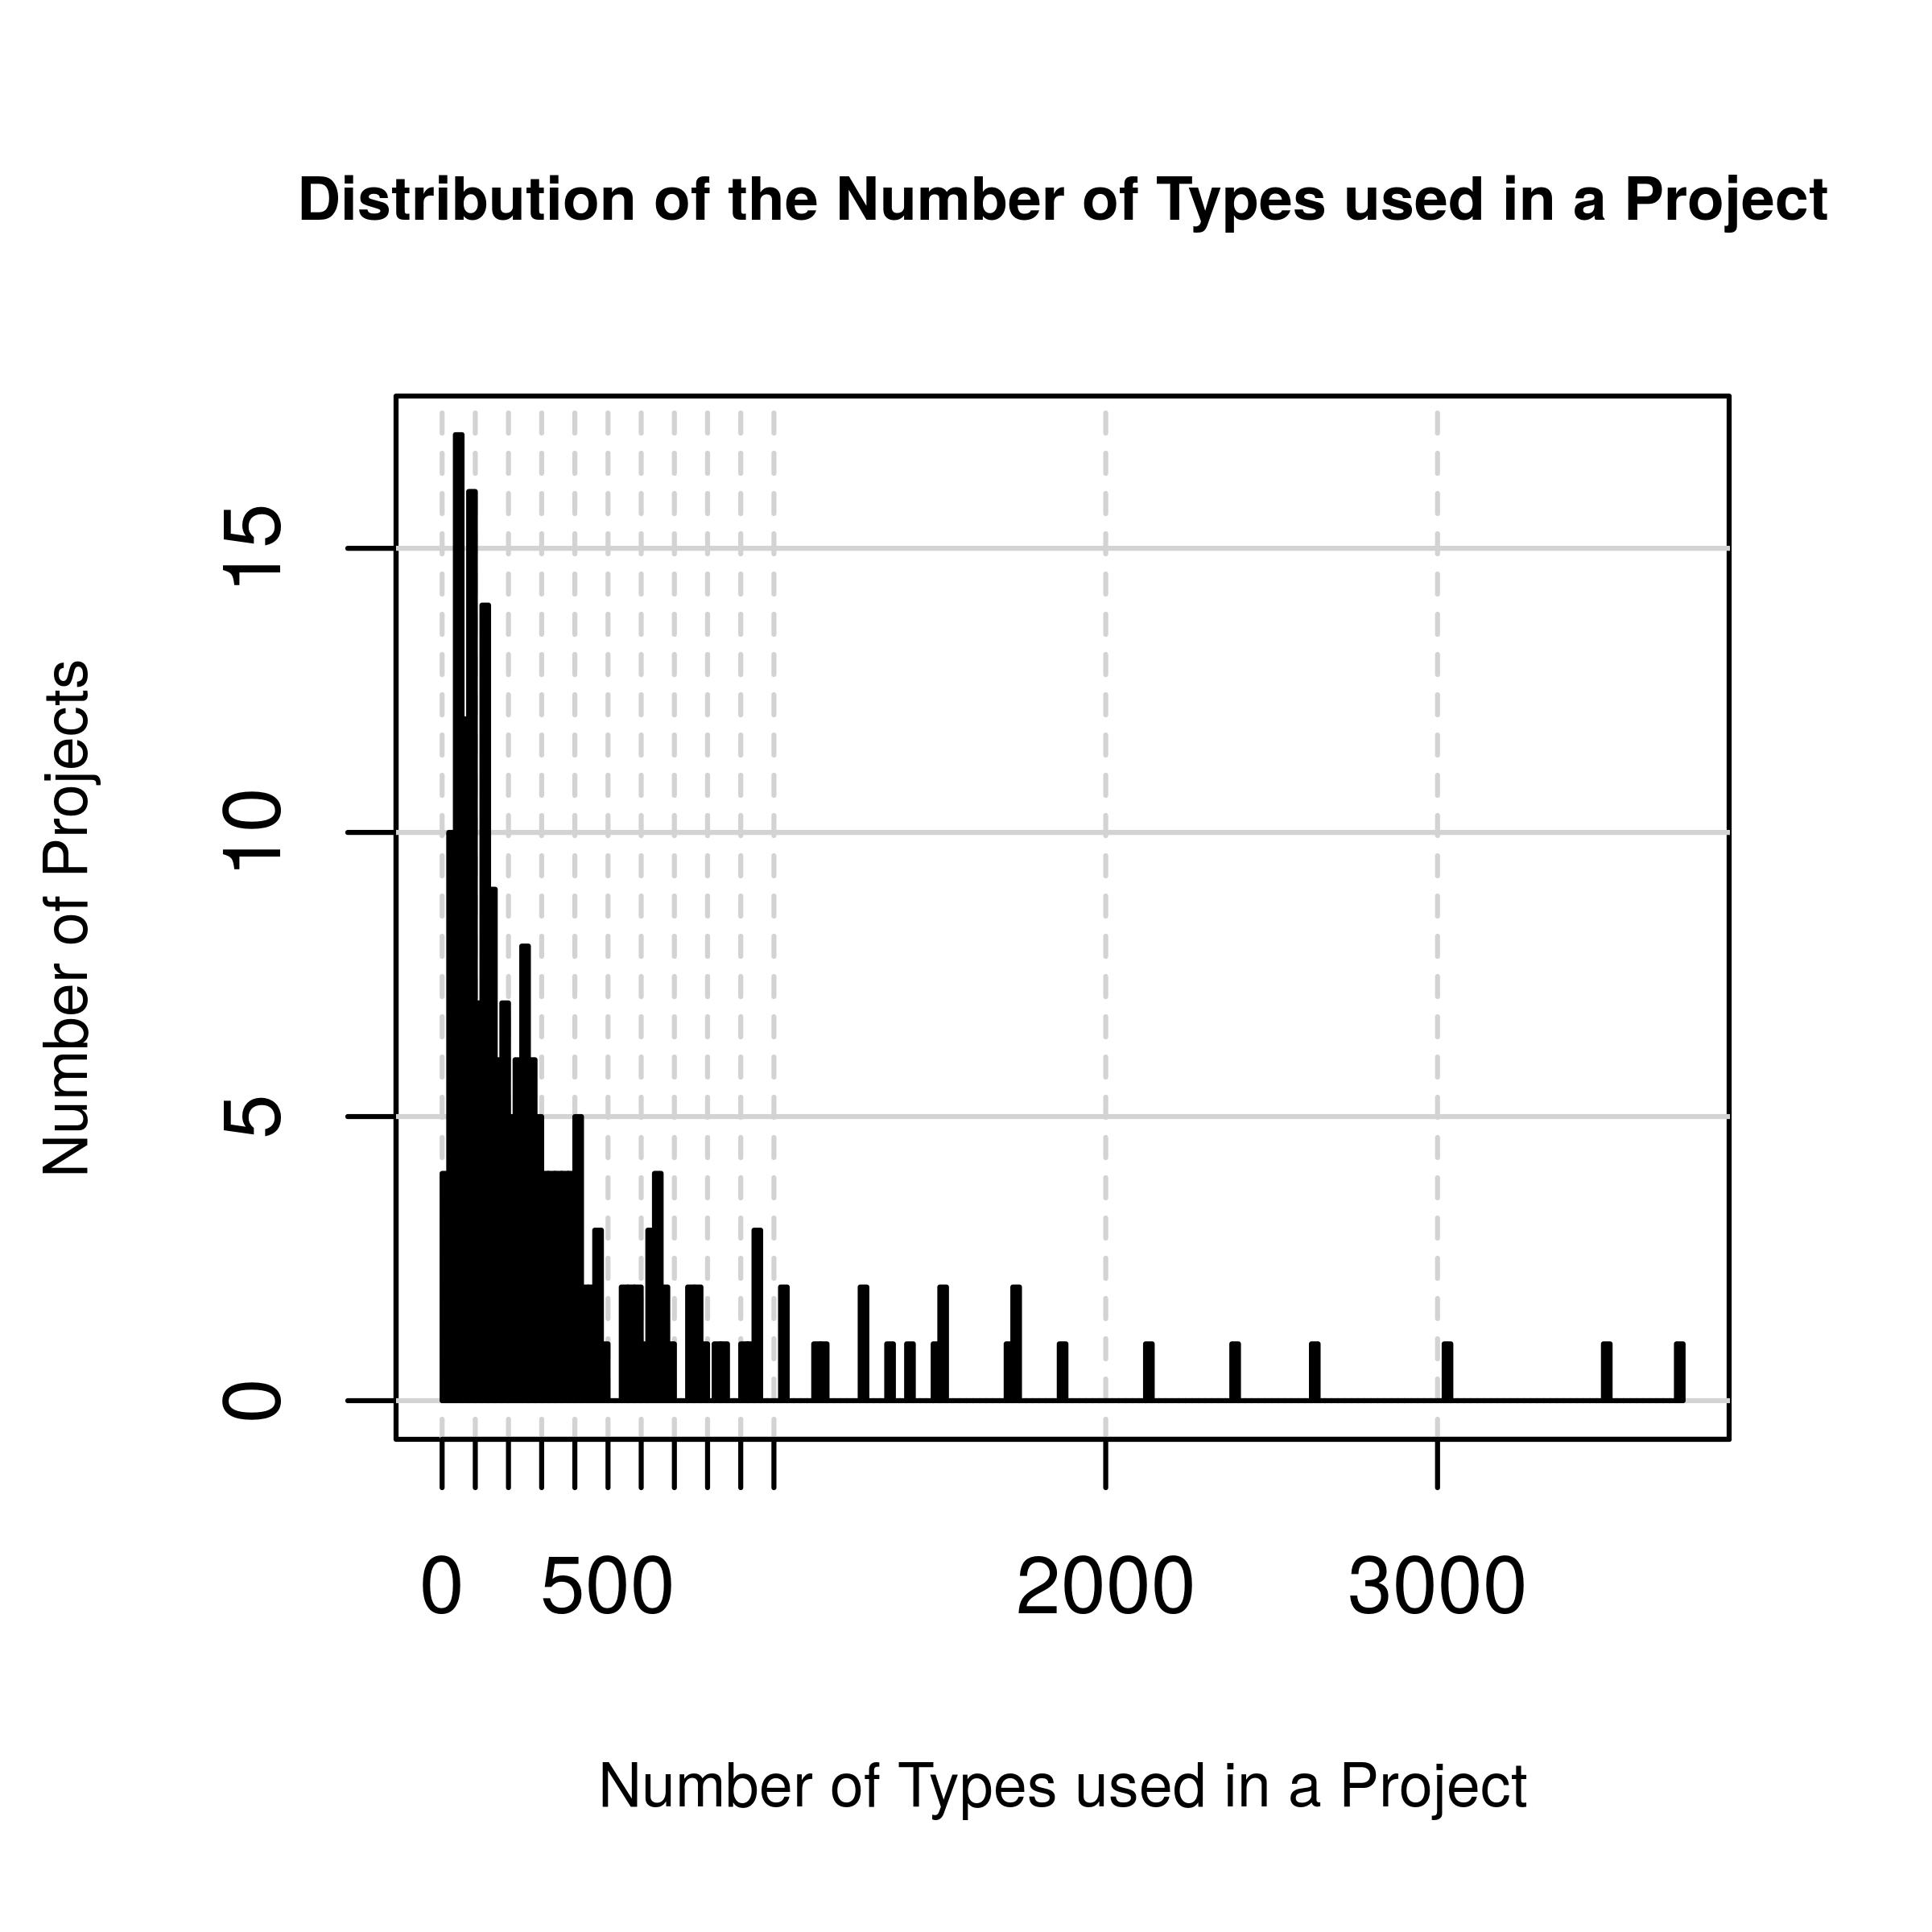 Distribution of the Number of Types used in a Project
Number of Projects
15
10
5
0
0 500 2000 3000
Number of Types used in a Project